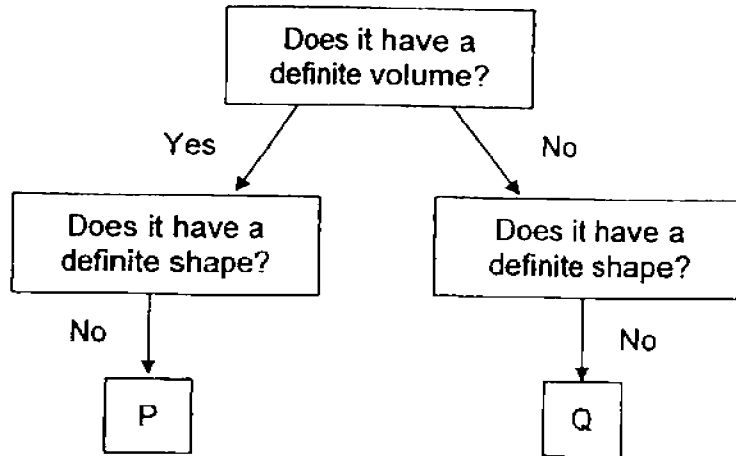 Does it have a
definite volume?
Yes
No
Does it have a
definite shape?
Does it have a
definite shape?
No
No
P
Q